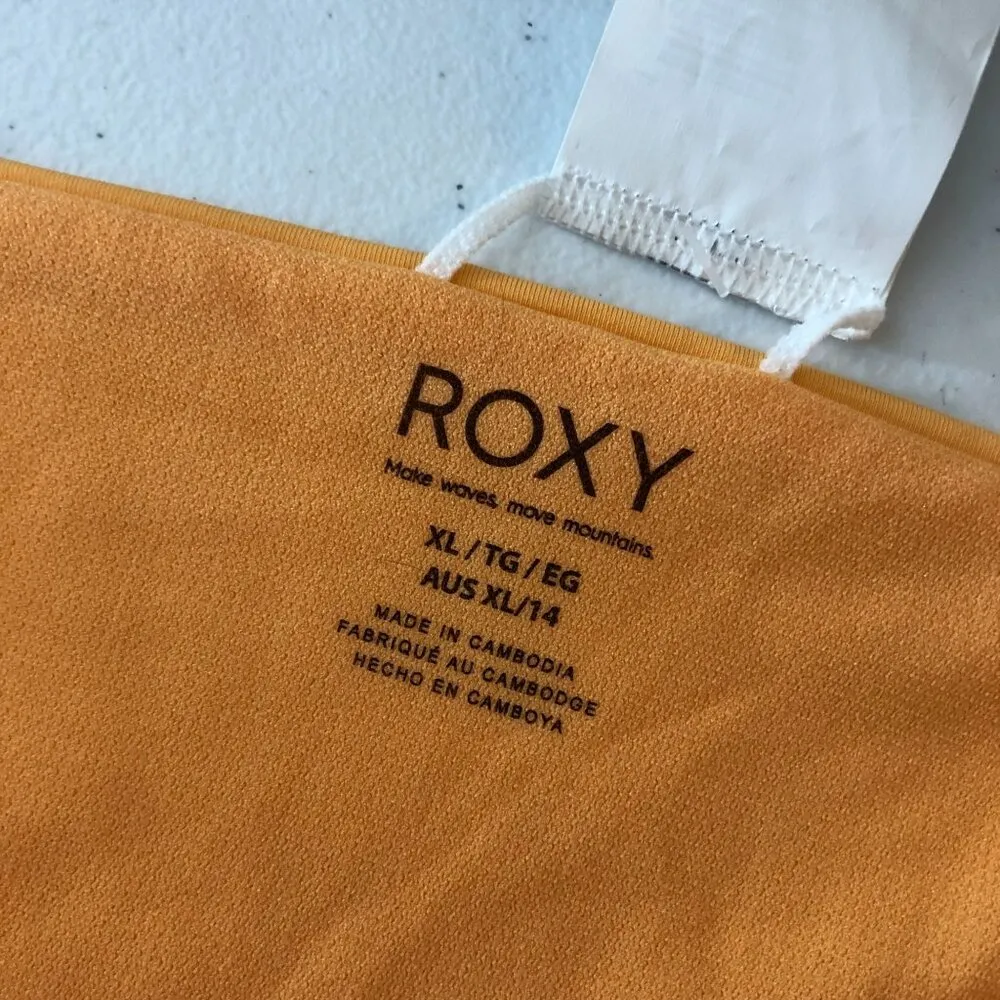 ROXY
Make waves, move mountains.
XL / TG / EG
AUS XL/14
MADE IN CAMBODIA
FABRIQUÉ AU CAMBODGE
HECHO EN CAMBOYA